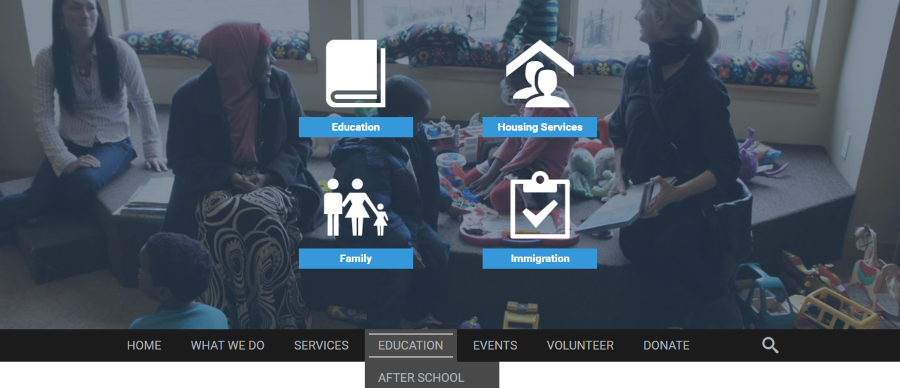 Education
Housing Services
Family
Immigration
HOME WHAT WE DO SERVICES EDUCATION EVENTS VOLUNTEER DONATE
AFTER SCHOOL